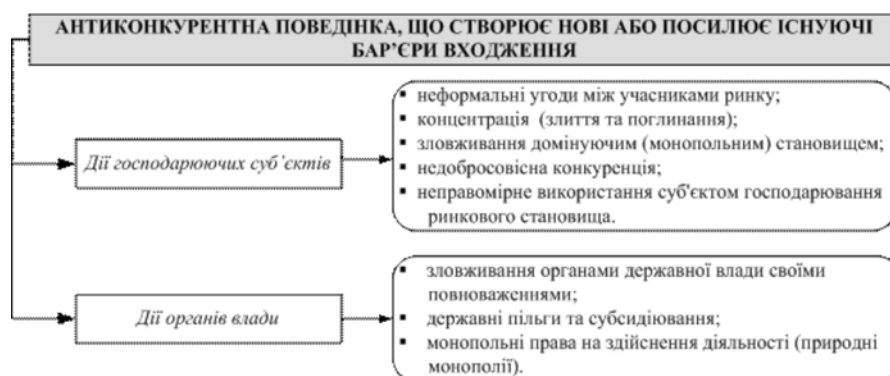 АНТИКОНКУРЕНТНА ПОВЕДІНКА, ЩО СТВОРЮЄ НОВІ АБО ПОСИЛЮЄ ІСНУЮЧІ
БАР’ЄРИ ВХОДЖЕННЯ
Дії господарюючих суб’єктів
▪ неформальні угоди між учасниками ринку;
▪ концентрація (злиття та поглинання);
▪ зловживання домінуючим (монопольним) становищем;
▪ недобросовісна конкуренція;
▪ неправомірне використання суб'єктом господарювання
ринкового становища.
Дії органів влади
▪ зловживання органами державної влади своїми
повноваженнями;
▪ державні пільги та субсидіювання;
▪ монопольні права на здійснення діяльності (природні
монополії).